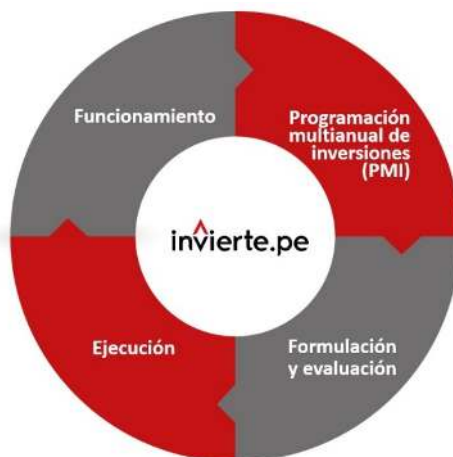 Funcionamiento
Programación
multianual de
inversiones
(PMI)
invierte.pe
Ejecución
Formulación
y evaluación